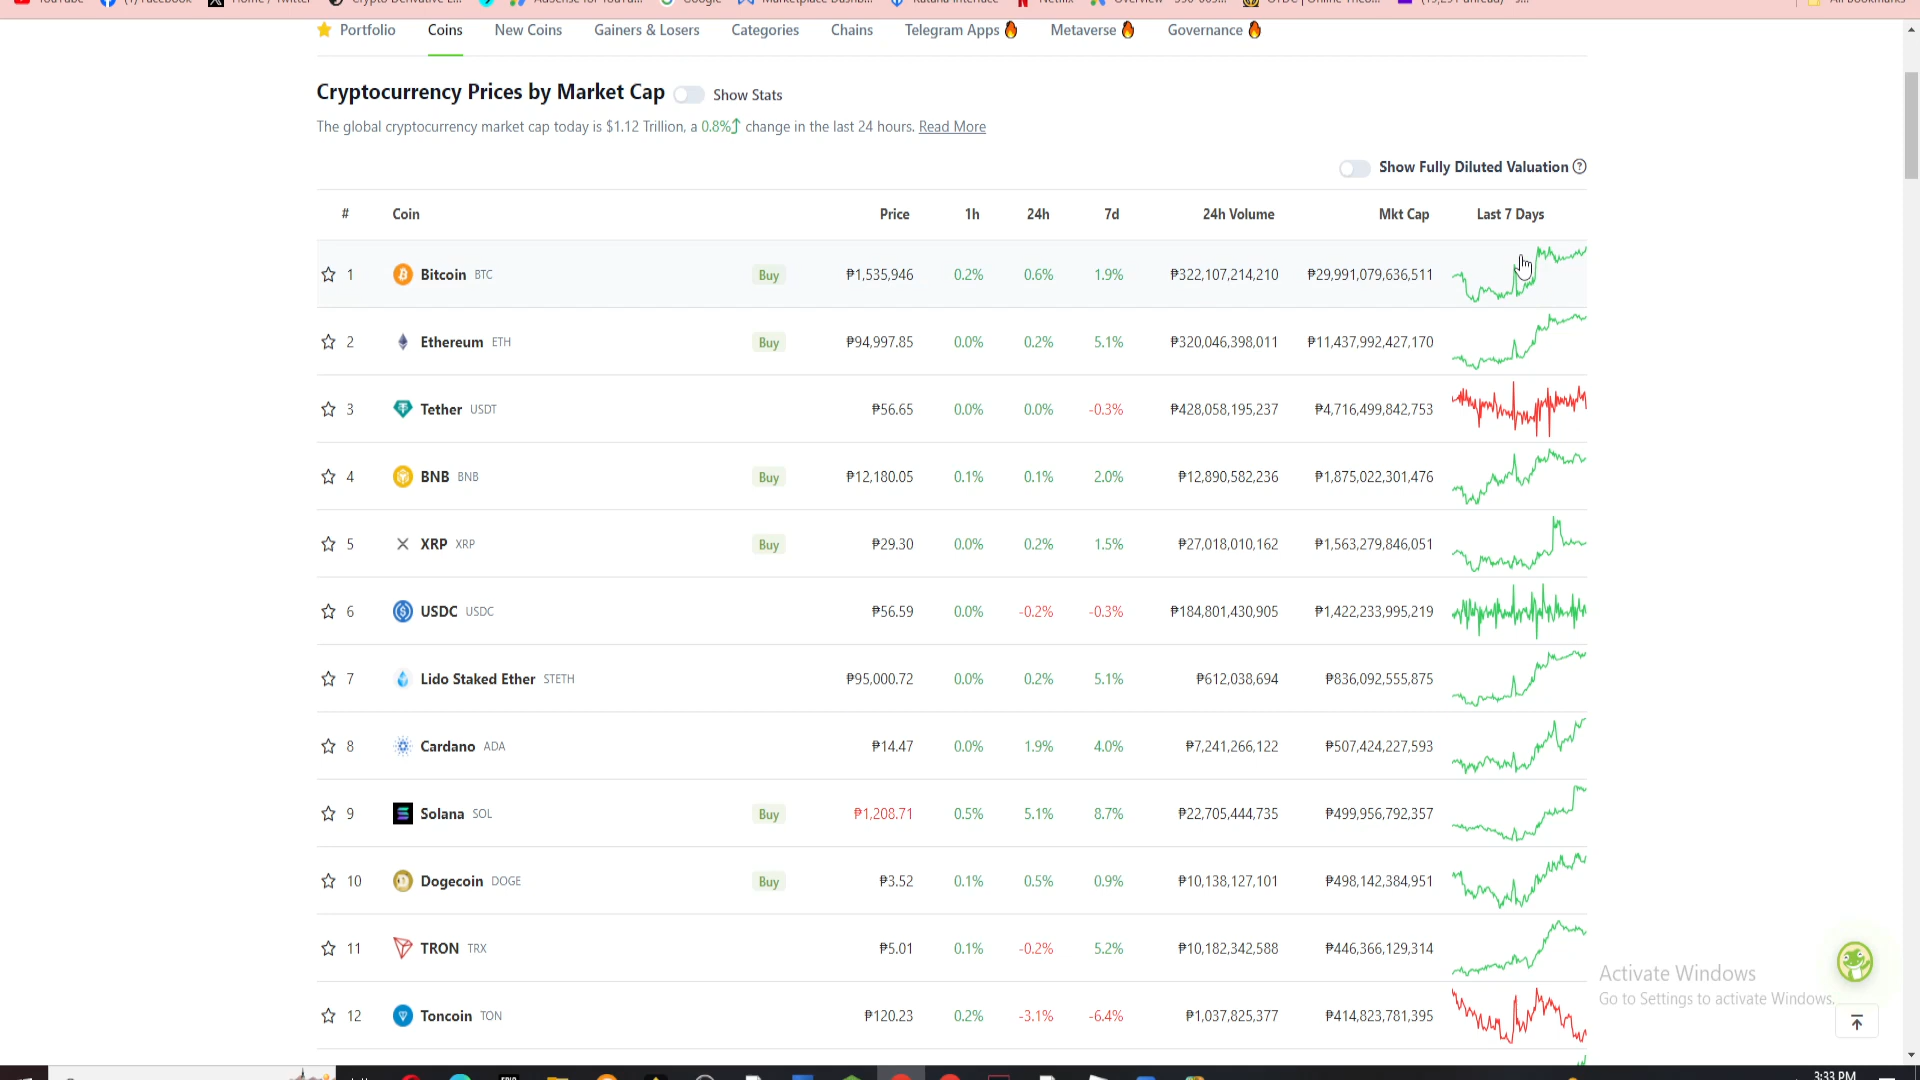 Portfolio Coins New Coins Gainers & Losers Categories Chains Telegram Apps Metaverse Governance
Cryptocurrency Prices by Market Cap Show Stats
The global cryptocurrency market cap today is $1.12 Trillion, a 0.8% change in the last 24 hours. Read More
Show Fully Diluted Valuation
# Coin Price 1h 24h 7d 24h Volume Mkt Cap Last 7 Days
1 Bitcoin BTC Buy ₱1,535,946 0.2% 0.6% 1.9% ₱322,107,214,210 ₱29,991,079,636,511
2 Ethereum ETH Buy ₱94,997.85 0.0% 0.2% 5.1% ₱320,046,398,011 ₱11,437,992,427,170
3 Tether USDT ₱56.65 0.0% 0.0% -0.3% ₱428,058,195,237 ₱4,716,499,842,753
4 BNB BNB Buy ₱12,180.05 0.1% 0.1% 2.0% ₱12,890,582,236 ₱1,875,022,301,476
5 XRP XRP Buy ₱29.30 0.0% 0.2% 1.5% ₱27,018,010,162 ₱1,563,279,846,051
6 USDC USDC ₱56.59 0.0% -0.2% -0.3% ₱184,801,430,905 ₱1,422,233,995,219
7 Lido Staked Ether STETH ₱95,000.72 0.0% 0.2% 5.1% ₱612,038,694 ₱836,092,555,875
8 Cardano ADA ₱14.47 0.0% 1.9% 4.0% ₱7,241,266,122 ₱507,424,227,593
9 Solana SOL Buy ₱1,208.71 0.5% 5.1% 8.7% ₱22,705,444,735 ₱499,956,792,357
10 Dogecoin DOGE Buy ₱3.52 0.1% 0.5% 0.9% ₱10,138,127,101 ₱498,142,384,951
11 TRON TRX ₱5.01 0.1% -0.2% 5.2% ₱10,182,342,588 ₱446,366,129,314
12 Toncoin TON ₱120.23 0.2% -3.1% -6.4% ₱1,037,825,377 ₱414,823,781,395
Activate Windows
Go to Settings to activate Windows.
3:33 PM